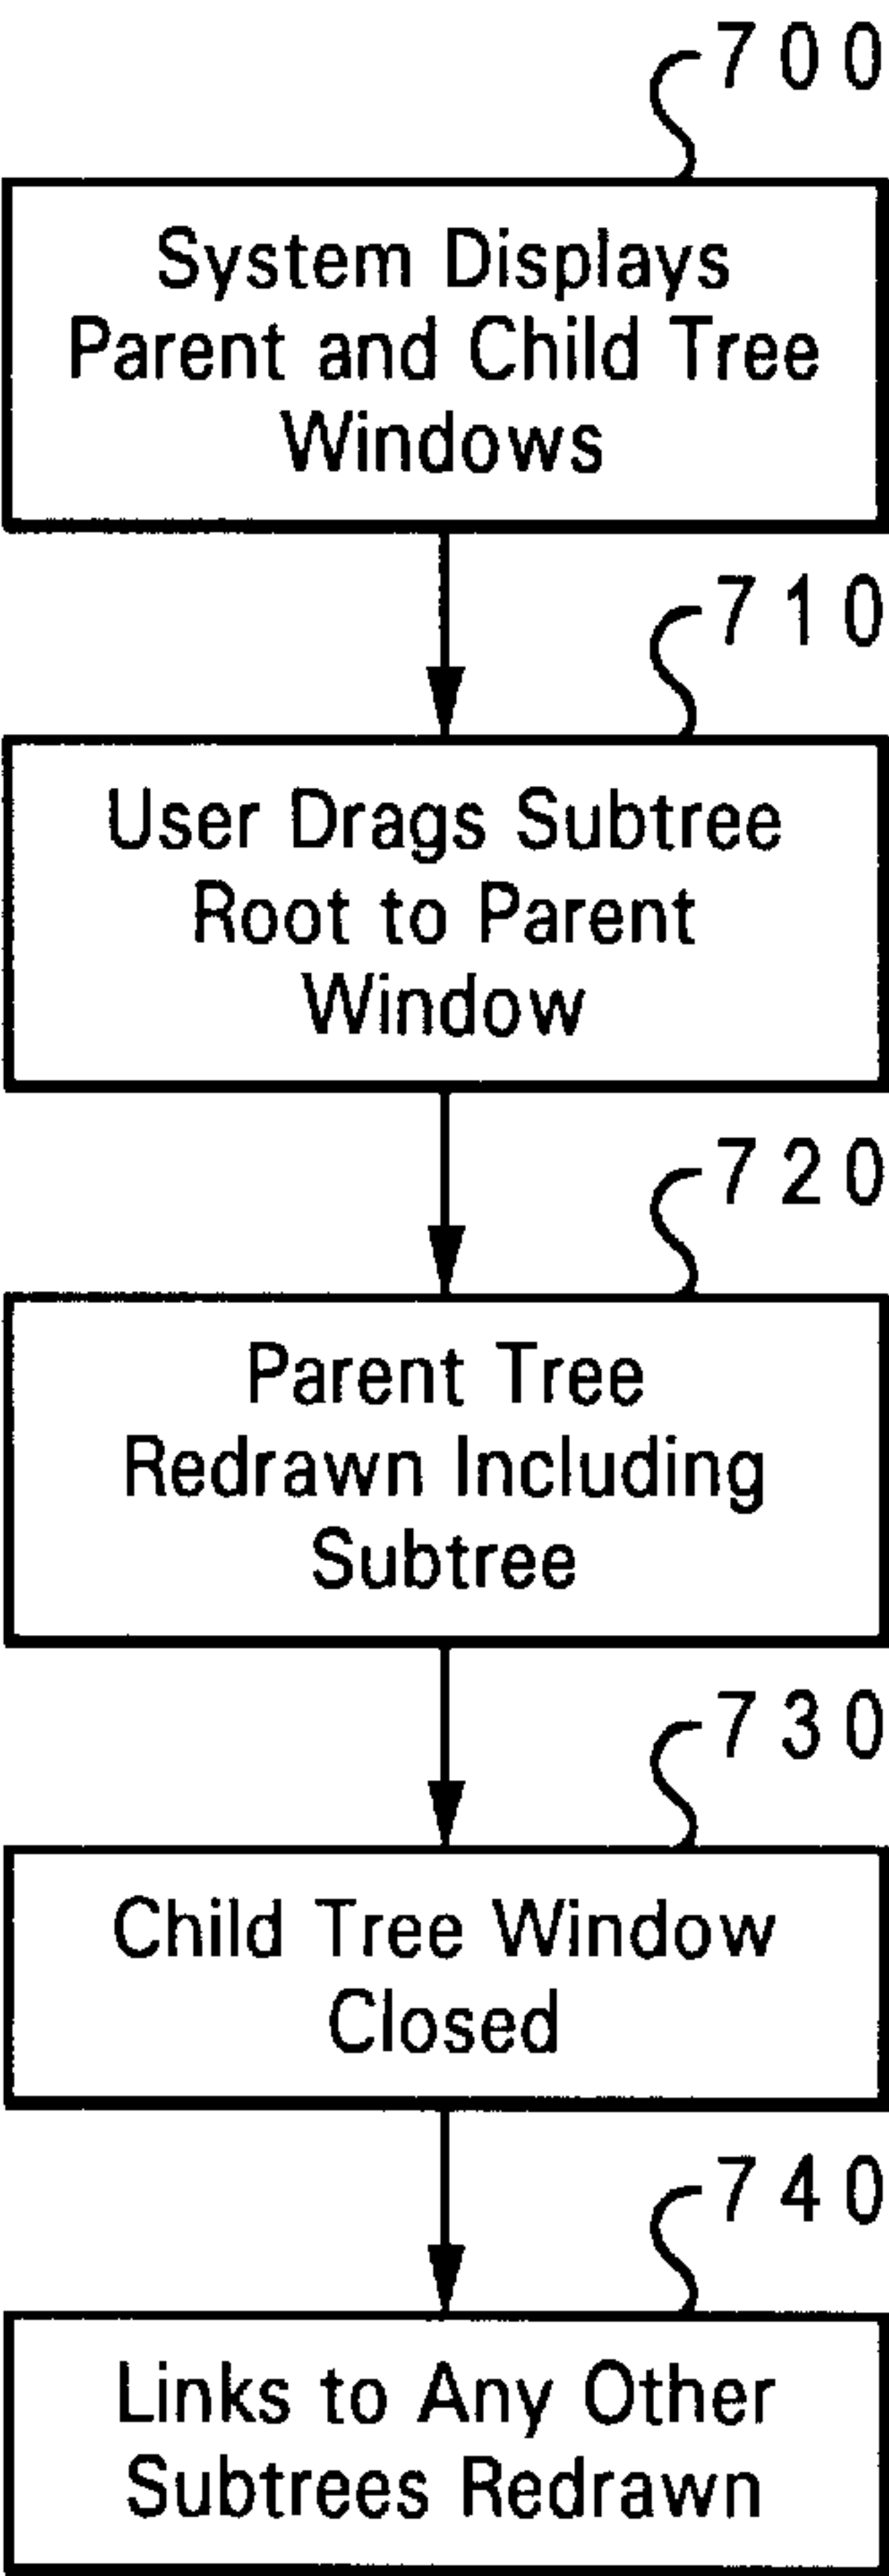 700
System Displays
Parent and Child Tree
Windows
710
User Drags Subtree
Root to Parent
Window
720
Parent Tree
Redrawn Including
Subtree
730
Child Tree Window
Closed
740
Links to Any Other
Subtrees Redrawn